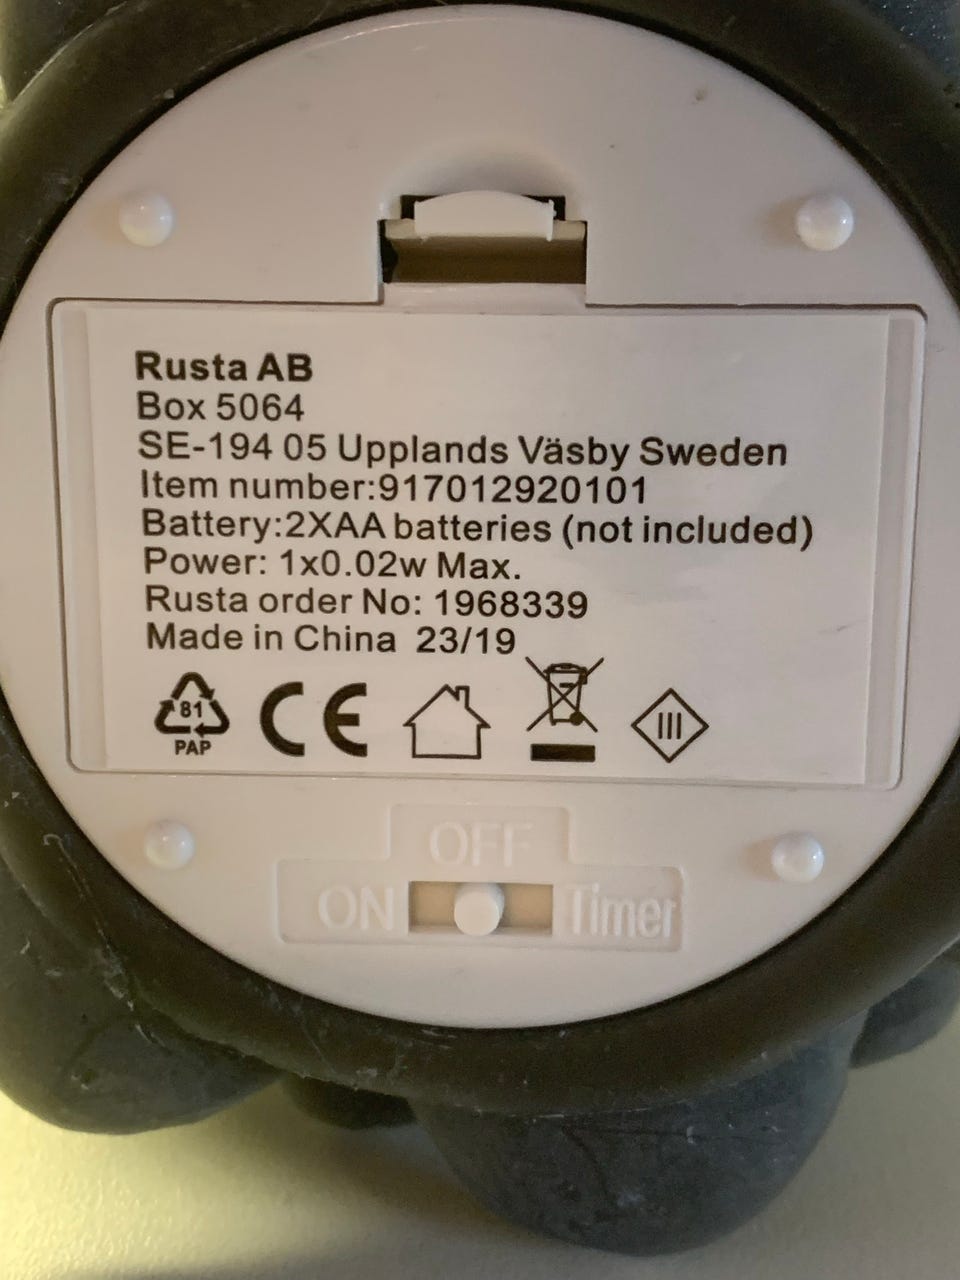 Rusta AB
Box 5064
SE-194 05 Upplands Väsby Sweden
Item number:917012920101
Battery:2XAA batteries (not included)
Power: 1x0.02w Max.
Rusta order No: 1968339
Made in China 23/19
81
PAP
CE
III
OFF
ON Timer